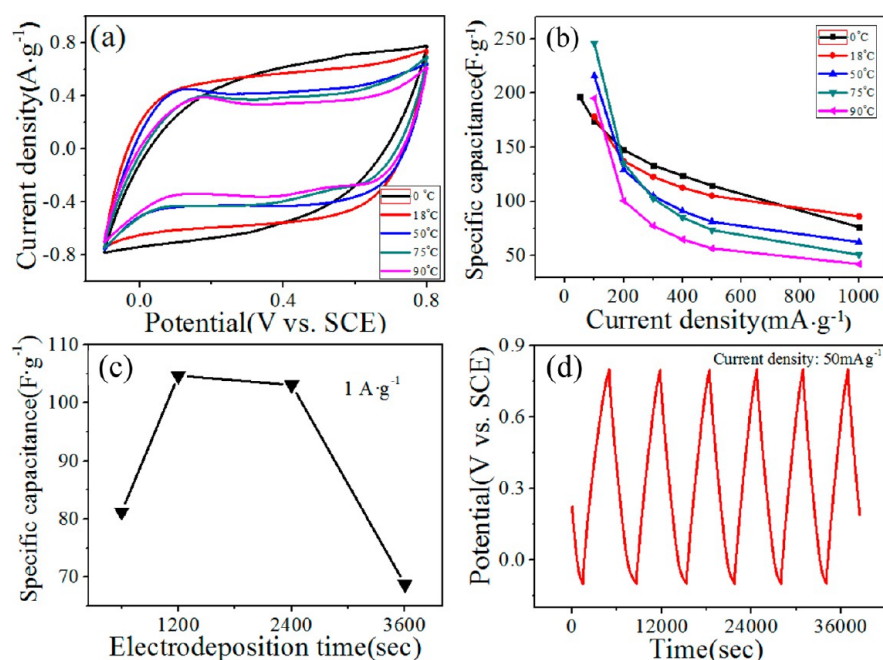 (a)
Current density(A·g⁻¹)
0.8
0.4
0.0
-0.4
-0.8
0 °C
18°C
50°C
75°C
90°C
0.0 0.4 0.8
Potential(V vs. SCE)
(b)
Specific capacitance(F·g⁻¹)
250
200
150
100
50
0°C
18°C
50°C
75°C
90°C
0 200 400 600 800 1000
Current density(mA·g⁻¹)
(c)
Specific capacitance(F·g⁻¹)
110
100
90
80
70
1 A·g⁻¹
1200 2400 3600
Electrodeposition time(sec)
(d)
Potential(V vs. SCE)
0.9
0.6
0.3
0.0
Current density: 50mA·g⁻¹
0 12000 24000 36000
Time(sec)